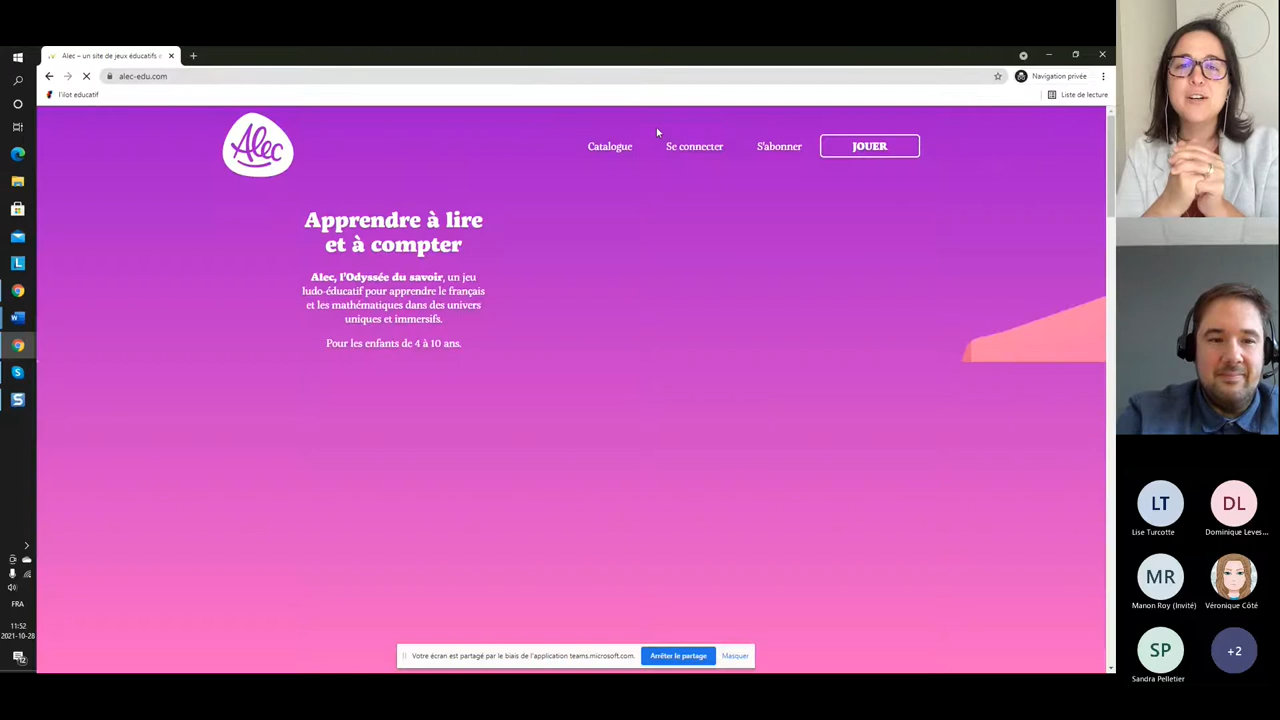 Alec – un site de jeux éducatifs e
alec-edu.com
Navigation privée
l'ilot educatif
Liste de lecture
Alec
Catalogue
Se connecter
S'abonner
JOUER
Apprendre à lire
et à compter
Alec, l'Odyssée du savoir, un jeu
ludo-éducatif pour apprendre le français
et les mathématiques dans des univers
uniques et immersifs.
Pour les enfants de 4 à 10 ans.
Votre écran est partagé par le biais de l'application teams.microsoft.com.
Arrêter le partage
Masquer
FRA
11:52
2021-10-28
LT
Lise Turcotte
DL
Dominique Leves...
MR
Manon Roy (Invité)
Véronique Côté
SP
Sandra Pelletier
+2